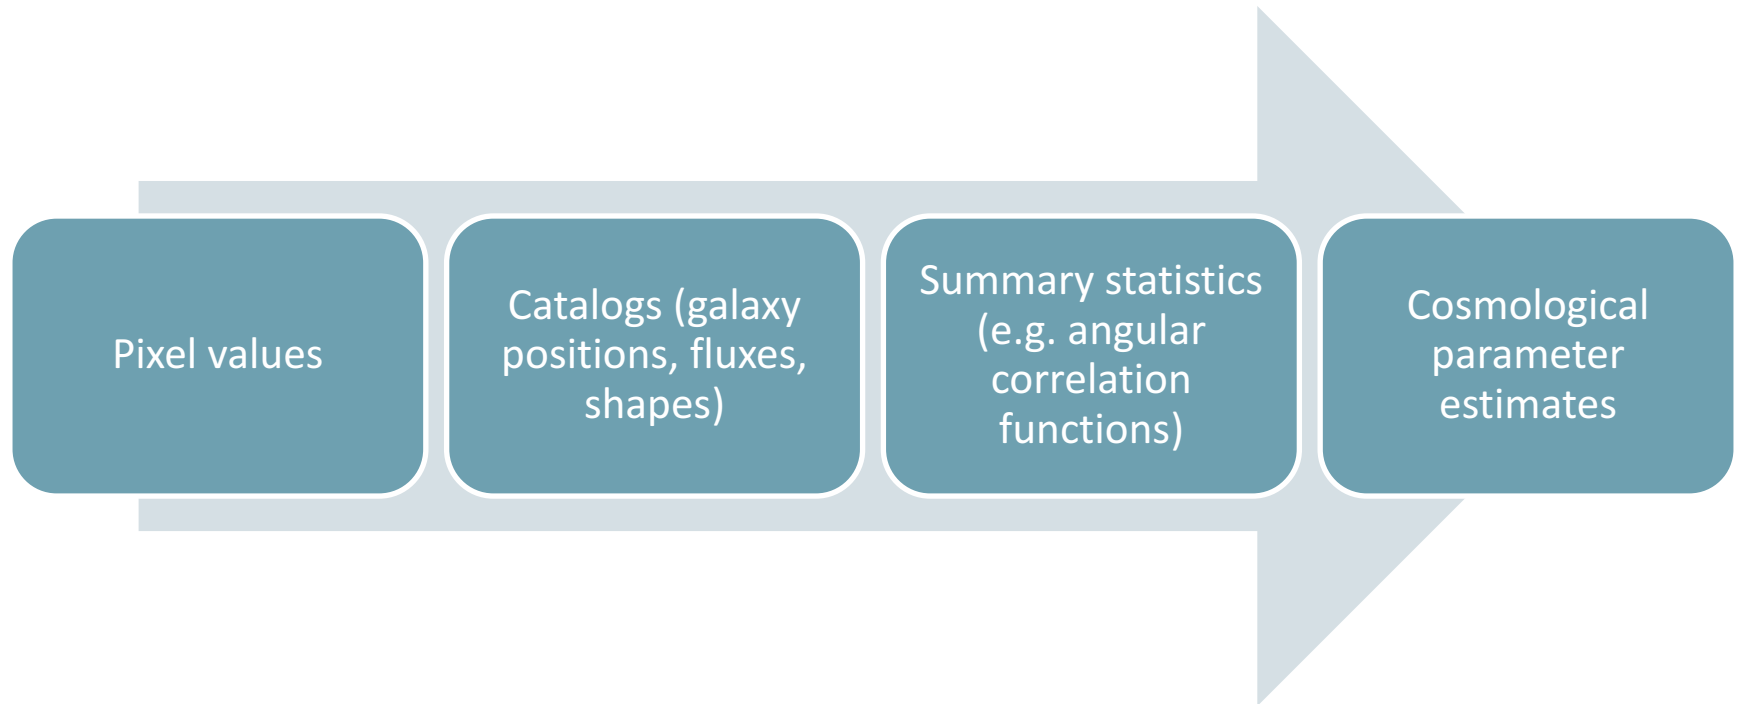 Pixel values
Catalogs (galaxy
positions, fluxes,
shapes)
Summary statistics
(e.g. angular
correlation
functions)
Cosmological
parameter
estimates